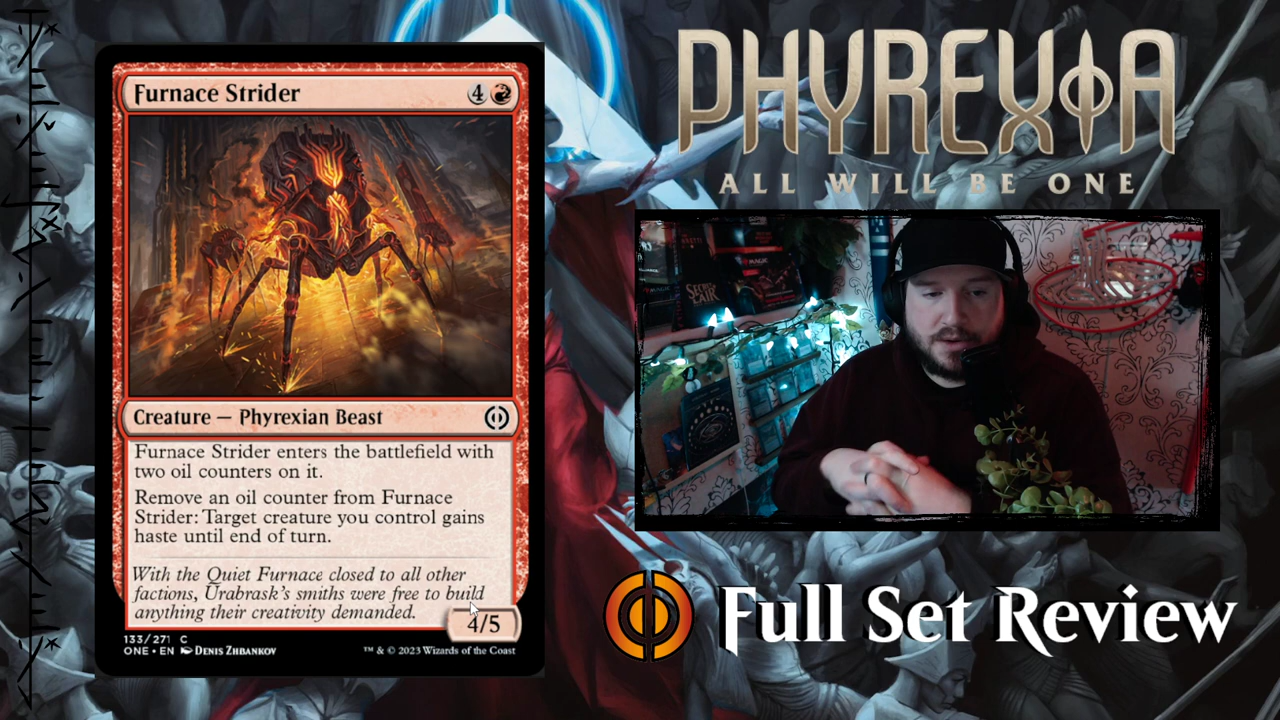 Furnace Strider
4
Creature — Phyrexian Beast
Furnace Strider enters the battlefield with
two oil counters on it.
Remove an oil counter from Furnace
Strider: Target creature you control gains
haste until end of turn.
With the Quiet Furnace closed to all other
factions, Urabrask's smiths were free to build
anything their creativity demanded.
4/5
133/271 C
ONE • EN DENIS ZHBANKOV
™ & © 2023 Wizards of the Coast
PHYREXIA
ALL WILL BE ONE
SECRET
LAIR
MAGIC
Full Set Review